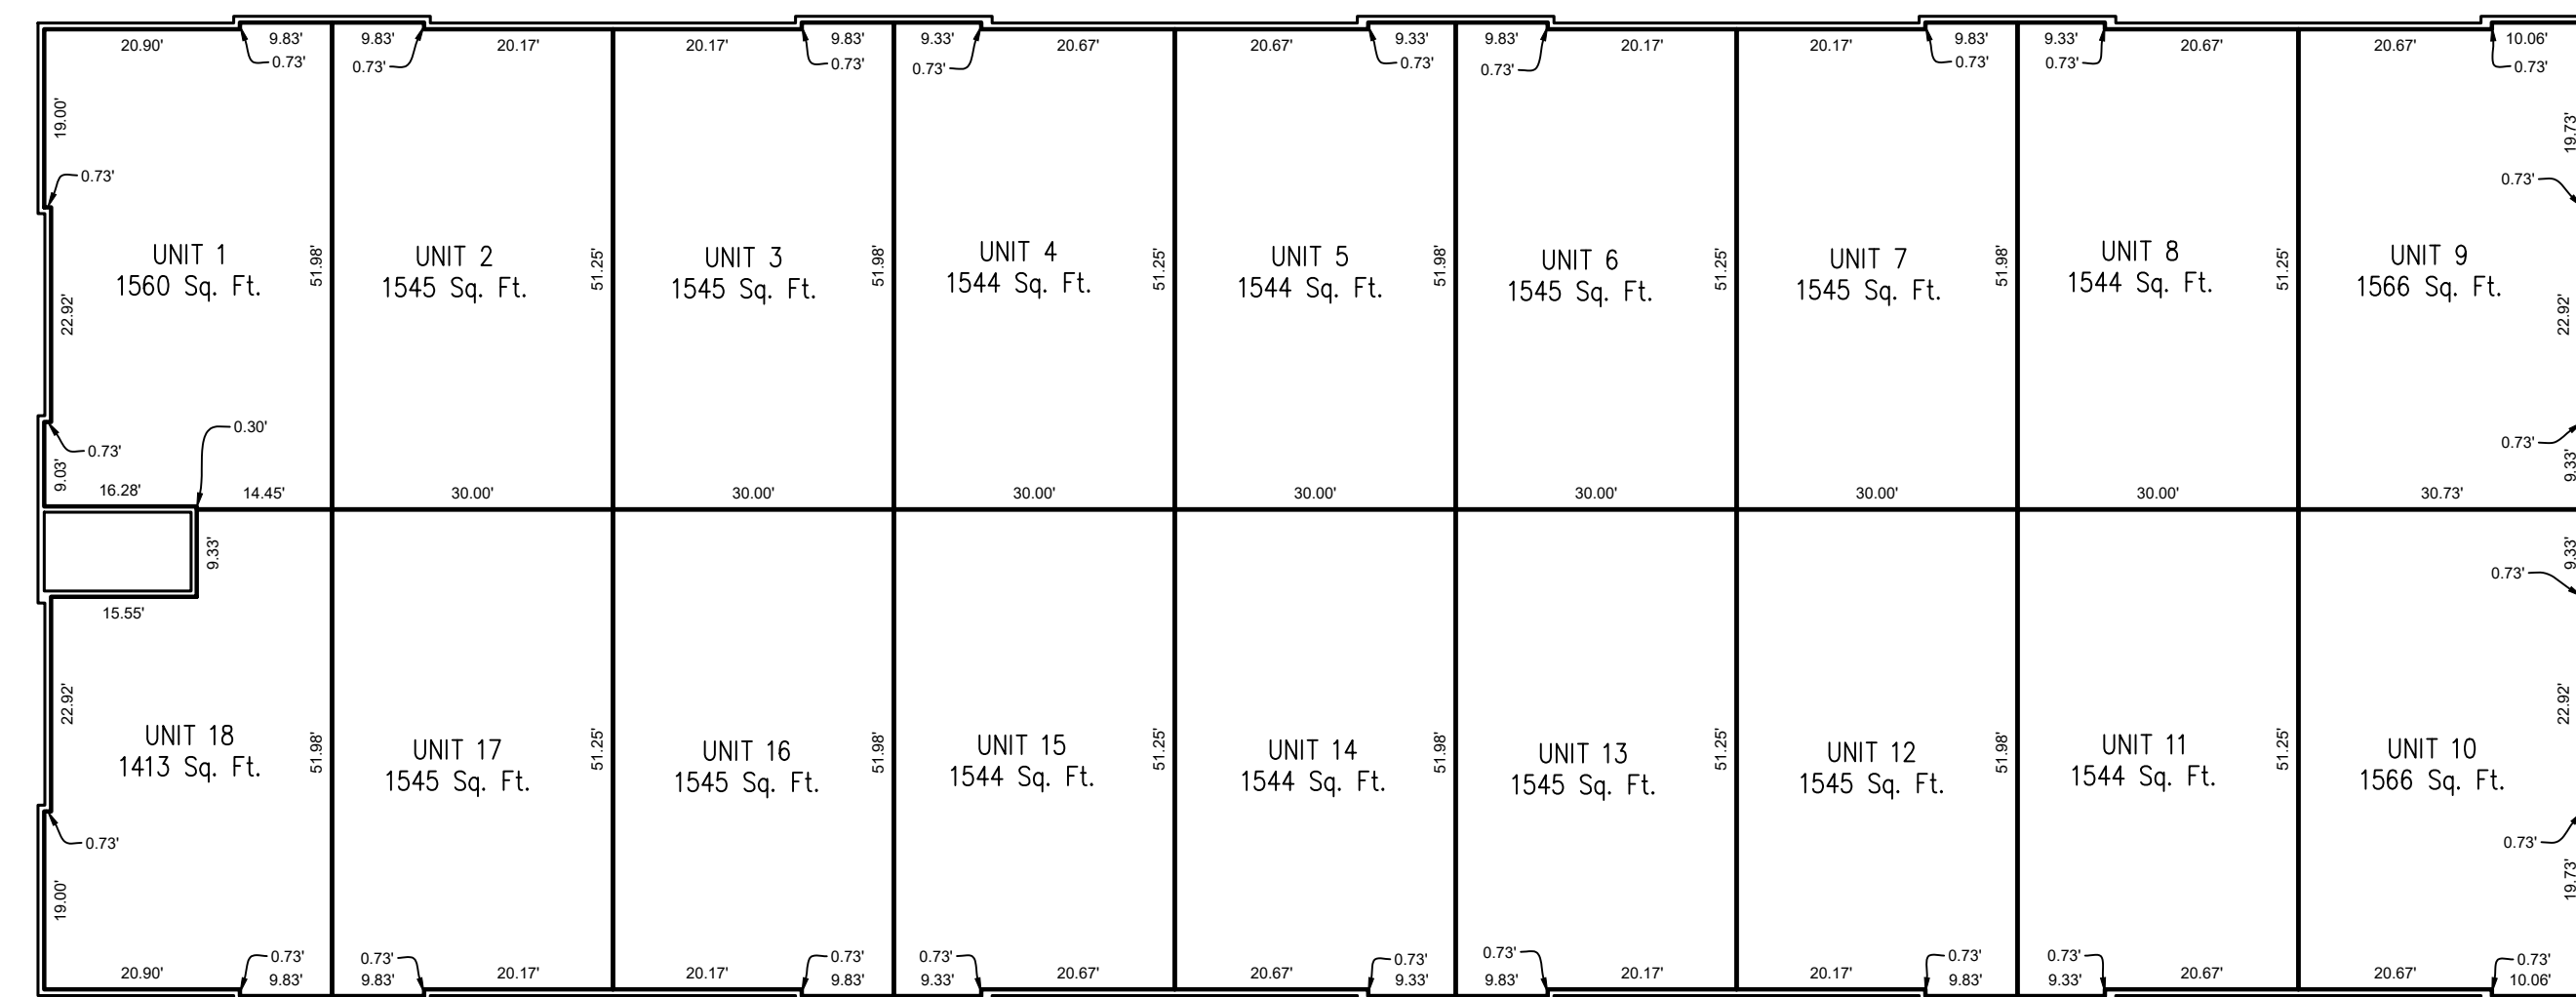 20.90' 9.83' 9.83' 20.17' 20.17' 9.83' 9.33' 20.67' 20.67' 9.33' 9.83' 20.17' 20.17' 9.83' 9.33' 20.67' 20.67' 10.06'
0.73' 0.73' 0.73' 0.73' 0.73' 0.73' 0.73' 0.73' 0.73'
19.00' 19.73'
0.73' 0.73'
UNIT 1 UNIT 2 UNIT 3 UNIT 4 UNIT 5 UNIT 6 UNIT 7 UNIT 8 UNIT 9
1560 Sq. Ft. 1545 Sq. Ft. 1545 Sq. Ft. 1544 Sq. Ft. 1544 Sq. Ft. 1545 Sq. Ft. 1545 Sq. Ft. 1544 Sq. Ft. 1566 Sq. Ft.
51.98' 51.25' 51.98' 51.25' 51.98' 51.25' 51.98' 51.25'
22.92' 22.92'
0.30'
0.73' 0.73'
9.03' 9.33'
16.28' 14.45' 30.00' 30.00' 30.00' 30.00' 30.00' 30.00' 30.00' 30.73'
9.33' 9.33'
0.73'
15.55'
22.92' 22.92'
UNIT 18 UNIT 17 UNIT 16 UNIT 15 UNIT 14 UNIT 13 UNIT 12 UNIT 11 UNIT 10
1413 Sq. Ft. 1545 Sq. Ft. 1545 Sq. Ft. 1544 Sq. Ft. 1544 Sq. Ft. 1545 Sq. Ft. 1545 Sq. Ft. 1544 Sq. Ft. 1566 Sq. Ft.
51.98' 51.25' 51.98' 51.25' 51.98' 51.25' 51.98' 51.25'
0.73' 0.73'
19.00' 19.73'
0.73' 0.73' 0.73' 0.73' 0.73' 0.73' 0.73' 0.73' 0.73'
20.90' 9.83' 9.83' 20.17' 20.17' 9.83' 9.33' 20.67' 20.67' 9.33' 9.83' 20.17' 20.17' 9.83' 9.33' 20.67' 20.67' 10.06'